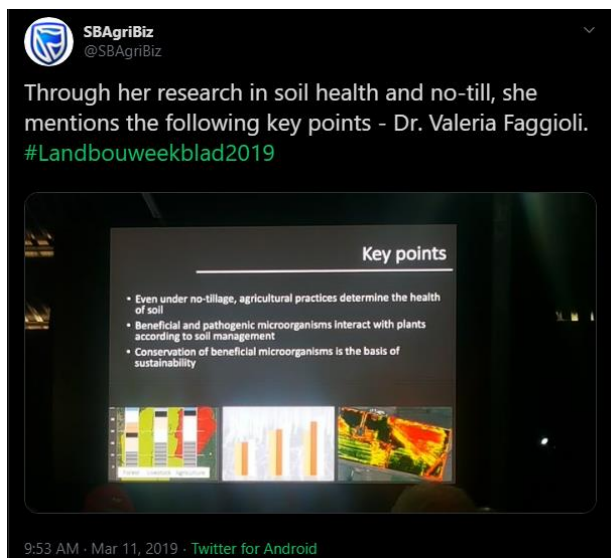 SBAgriBiz
@SBAgriBiz
Through her research in soil health and no-till, she
mentions the following key points - Dr. Valeria Faggioli.
#Landbouweekblad2019
Key points
• Even under no-tillage, agricultural practices determine the health
of soil
• Beneficial and pathogenic microorganisms interact with plants
according to soil management
• Conservation of beneficial microorganisms is the basis of
sustainability
Forest Livestock Agriculture
9:53 AM · Mar 11, 2019 · Twitter for Android